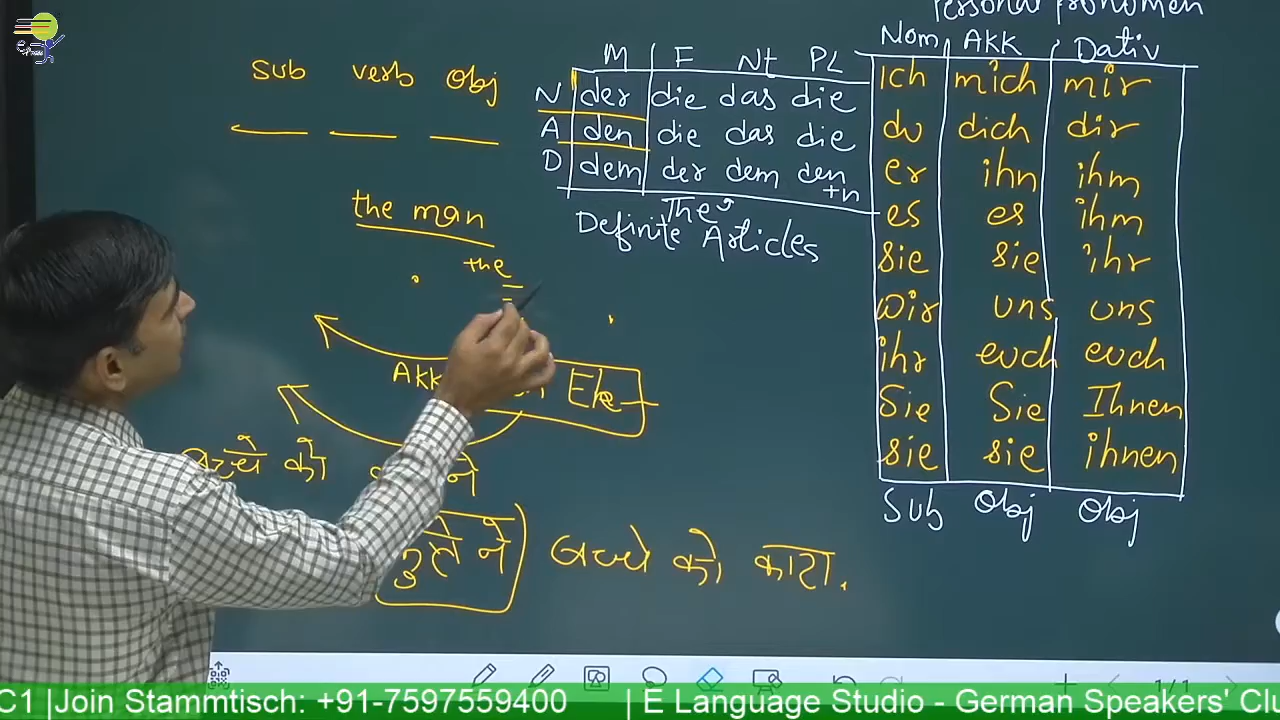 Personal Pronomen
Nom AKK Dativ
ich mich mir
du dich dir
er ihn ihm
es es ihm
sie sie ihr
wir uns uns
ihr euch euch
Sie Sie Ihnen
sie sie ihnen
Sub Obj Obj
M F Nt PL
N der die das die
A den die das die
D dem der dem den
+n
The
Definite Articles
sub verb obj
the man
the
Akk
को ने
कुत्ते ने बच्चे को काटा.
1/1
C1 |Join Stammtisch: +91-7597559400 | E Language Studio - German Speakers' Clu